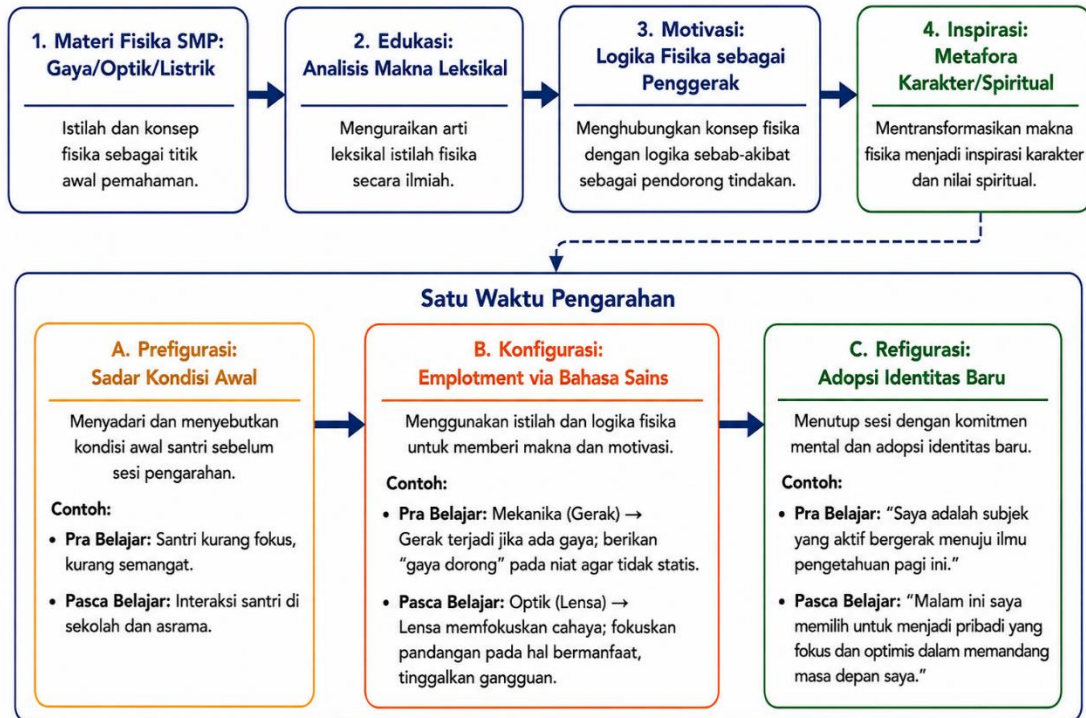 1. Materi Fisika SMP:
Gaya/Optik/Listrik
Istilah dan konsep
fisika sebagai titik
awal pemahaman.
2. Edukasi:
Analisis Makna Leksikal
Menguraikan arti
leksikal istilah fisika
secara ilmiah.
3. Motivasi:
Logika Fisika sebagai
Penggerak
Menghubungkan konsep fisika
dengan logika sebab-akibat
sebagai pendorong tindakan.
4. Inspirasi:
Metafora
Karakter/Spiritual
Mentransformasikan makna
fisika menjadi inspirasi karakter
dan nilai spiritual.
Satu Waktu Pengarahan
A. Prefigurasi:
Sadar Kondisi Awal
Menyadari dan menyebutkan
kondisi awal santri sebelum
sesi pengarahan.
Contoh:
• Pra Belajar: Santri kurang fokus,
kurang semangat.
• Pasca Belajar: Interaksi santri di
sekolah dan asrama.
B. Konfigurasi:
Emplotment via Bahasa Sains
Menggunakan istilah dan logika fisika
untuk memberi makna dan motivasi.
Contoh:
• Pra Belajar: Mekanika (Gerak) →
Gerak terjadi jika ada gaya; berikan
“gaya dorong” pada niat agar tidak statis.
• Pasca Belajar: Optik (Lensa) →
Lensa memfokuskan cahaya; fokuskan
pandangan pada hal bermanfaat,
tinggalkan gangguan.
C. Refigurasi:
Adopsi Identitas Baru
Menutup sesi dengan komitmen
mental dan adopsi identitas baru.
Contoh:
• Pra Belajar: “Saya adalah subjek
yang aktif bergerak menuju ilmu
pengetahuan pagi ini.”
• Pasca Belajar: “Malam ini saya
memilih untuk menjadi pribadi yang
fokus dan optimis dalam memandang
masa depan saya.”